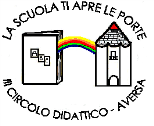 LA SCUOLA TI APRE LE PORTE
III CIRCOLO DIDATTICO - AVERSA